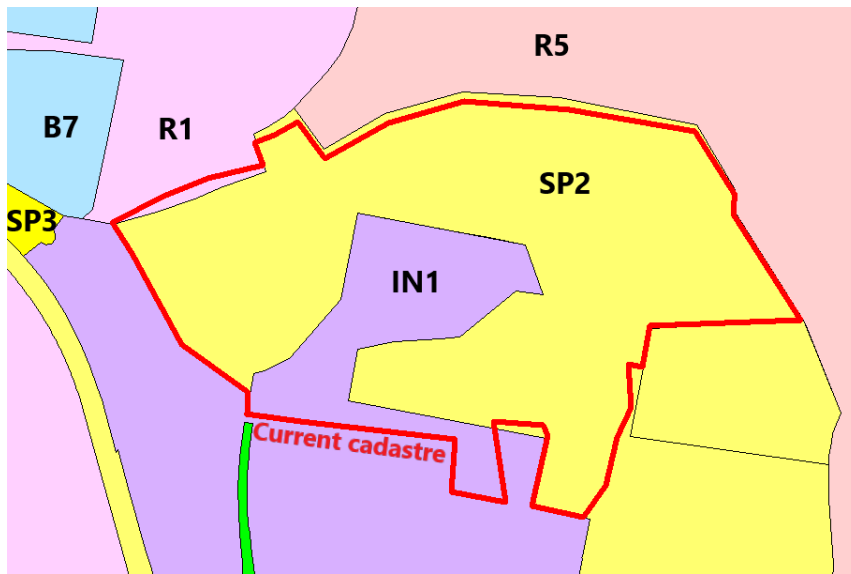 R5
B7
R1
SP2
SP3
IN1
Current cadastre